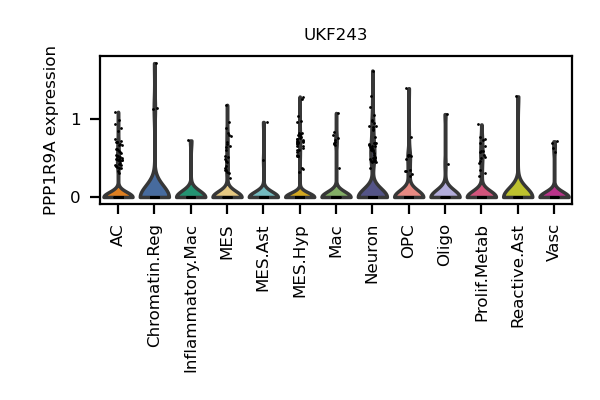 UKF243
PPP1R9A expression
1
0
AC
Chromatin.Reg
Inflammatory.Mac
MES
MES.Ast
MES.Hyp
Mac
Neuron
OPC
Oligo
Prolif.Metab
Reactive.Ast
Vasc